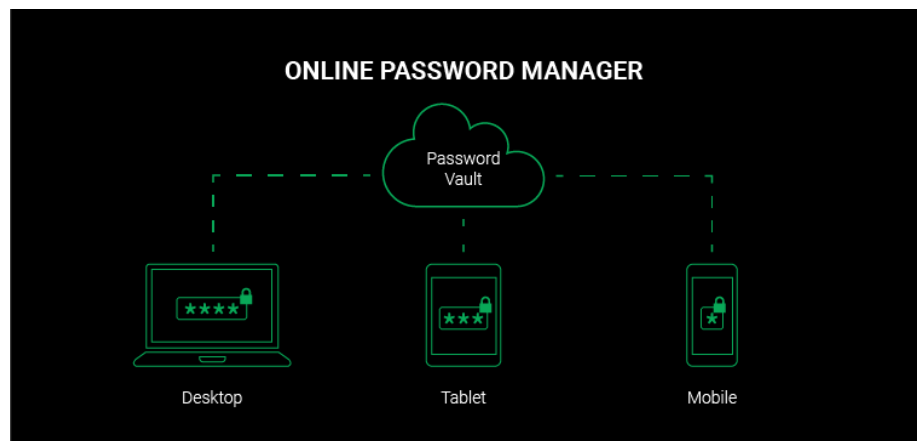 ONLINE PASSWORD MANAGER
Password
Vault
****
***
*
Desktop
Tablet
Mobile